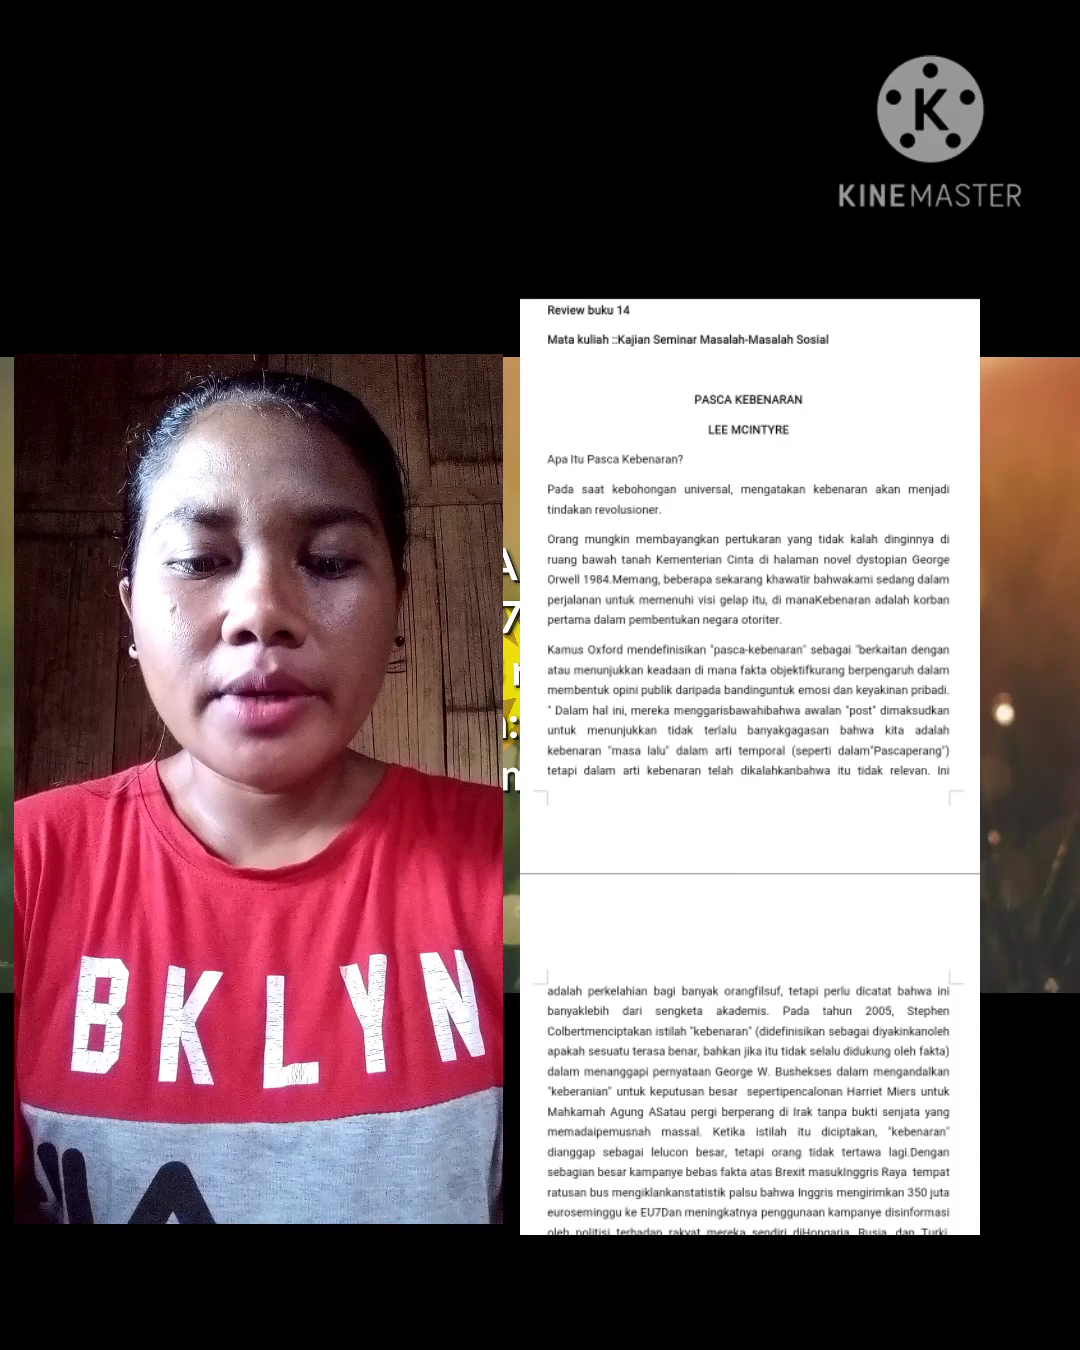 KINEMASTER
Review buku 14
Mata kuliah ::Kajian Seminar Masalah-Masalah Sosial
PASCA KEBENARAN
LEE MCINTYRE
Apa Itu Pasca Kebenaran?
Pada saat kebohongan universal, mengatakan kebenaran akan menjadi
tindakan revolusioner.
Orang mungkin membayangkan pertukaran yang tidak kalah dinginnya di
ruang bawah tanah Kementerian Cinta di halaman novel dystopian George
Orwell 1984.Memang, beberapa sekarang khawatir bahwakami sedang dalam
perjalanan untuk memenuhi visi gelap itu, di manaKebenaran adalah korban
pertama dalam pembentukan negara otoriter.
Kamus Oxford mendefinisikan "pasca-kebenaran" sebagai "berkaitan dengan
atau menunjukkan keadaan di mana fakta objektifkurang berpengaruh dalam
membentuk opini publik daripada bandinguntuk emosi dan keyakinan pribadi.
" Dalam hal ini, mereka menggarisbawahibahwa awalan "post" dimaksudkan
untuk menunjukkan tidak terlalu banyakgagasan bahwa kita adalah
kebenaran "masa lalu" dalam arti temporal (seperti dalam"Pascaperang")
tetapi dalam arti kebenaran telah dikalahkanbahwa itu tidak relevan. Ini
adalah perkelahian bagi banyak orangfilsuf, tetapi perlu dicatat bahwa ini
banyaklebih dari sengketa akademis. Pada tahun 2005, Stephen
Colbertmenciptakan istilah "kebenaran" (didefinisikan sebagai diyakinkanoleh
apakah sesuatu terasa benar, bahkan jika itu tidak selalu didukung oleh fakta)
dalam menanggapi pernyataan George W. Bushekses dalam mengandalkan
"keberanian" untuk keputusan besar sepertipencalonan Harriet Miers untuk
Mahkamah Agung ASatau pergi berperang di Irak tanpa bukti senjata yang
memadaipemusnah massal. Ketika istilah itu diciptakan, "kebenaran"
dianggap sebagai lelucon besar, tetapi orang tidak tertawa lagi.Dengan
sebagian besar kampanye bebas fakta atas Brexit masukInggris Raya tempat
ratusan bus mengiklankanstatistik palsu bahwa Inggris mengirimkan 350 juta
euroseminggu ke EU7Dan meningkatnya penggunaan kampanye disinformasi
oleh politisi terhadap rakyat mereka sendiri diHongaria, Rusia, dan Turki,
BKLYN